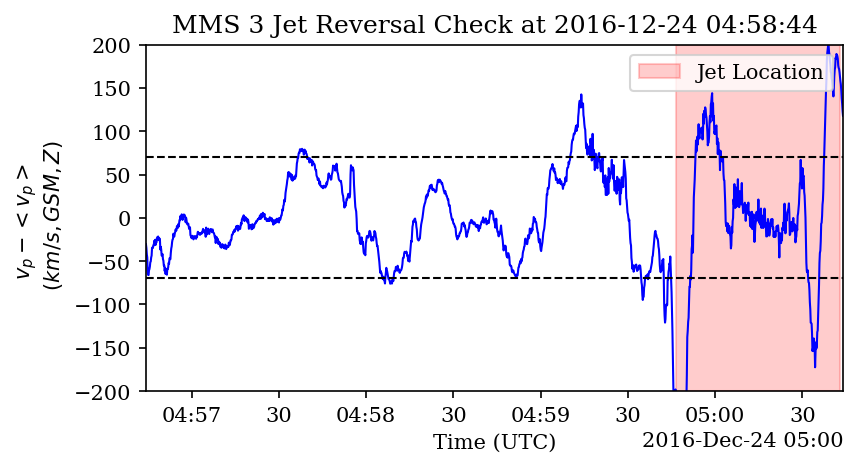 MMS 3 Jet Reversal Check at 2016-12-24 04:58:44
v_p − < v_p >
(km/s, GSM, Z)
200
150
100
50
0
−50
−100
−150
−200
Jet Location
04:57 30 04:58 30 04:59 30 05:00 30
Time (UTC)
2016-Dec-24 05:00